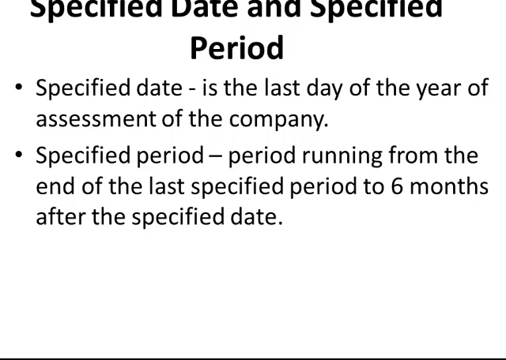 Specified Date and Specified
Period
• Specified date - is the last day of the year of
assessment of the company.
• Specified period – period running from the
end of the last specified period to 6 months
after the specified date.